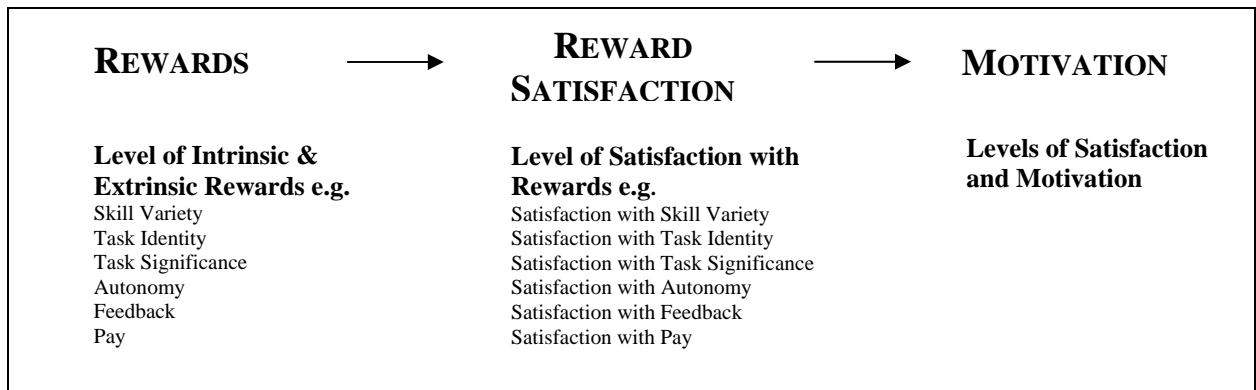 REWARDS
REWARD
SATISFACTION
MOTIVATION
Level of Intrinsic &
Extrinsic Rewards e.g.
Skill Variety
Task Identity
Task Significance
Autonomy
Feedback
Pay
Level of Satisfaction with
Rewards e.g.
Satisfaction with Skill Variety
Satisfaction with Task Identity
Satisfaction with Task Significance
Satisfaction with Autonomy
Satisfaction with Feedback
Satisfaction with Pay
Levels of Satisfaction
and Motivation